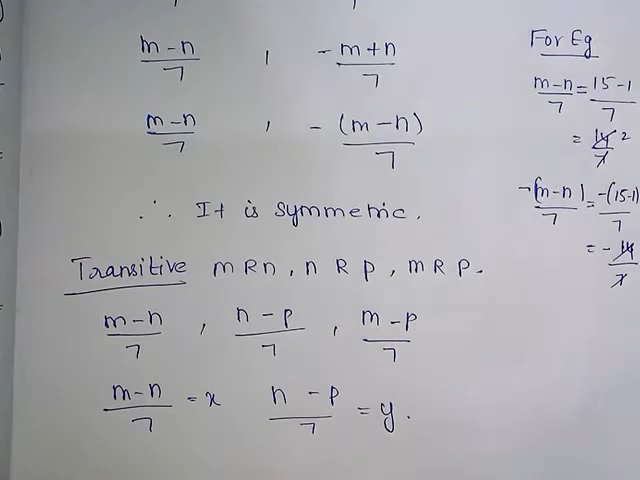 m-n/7 , -m+n/7
m-n/7 , -(m-n)/7
∴ It is symmetric.
Transitive mRn, nRp, mRp.
m-n/7 , n-p/7 , m-p/7
m-n/7 = x n-p/7 = y.
For Eg
m-n/7 = 15-1/7
= 14/7 2
-(m-n)/7 = -(15-1)/7
= -14/7